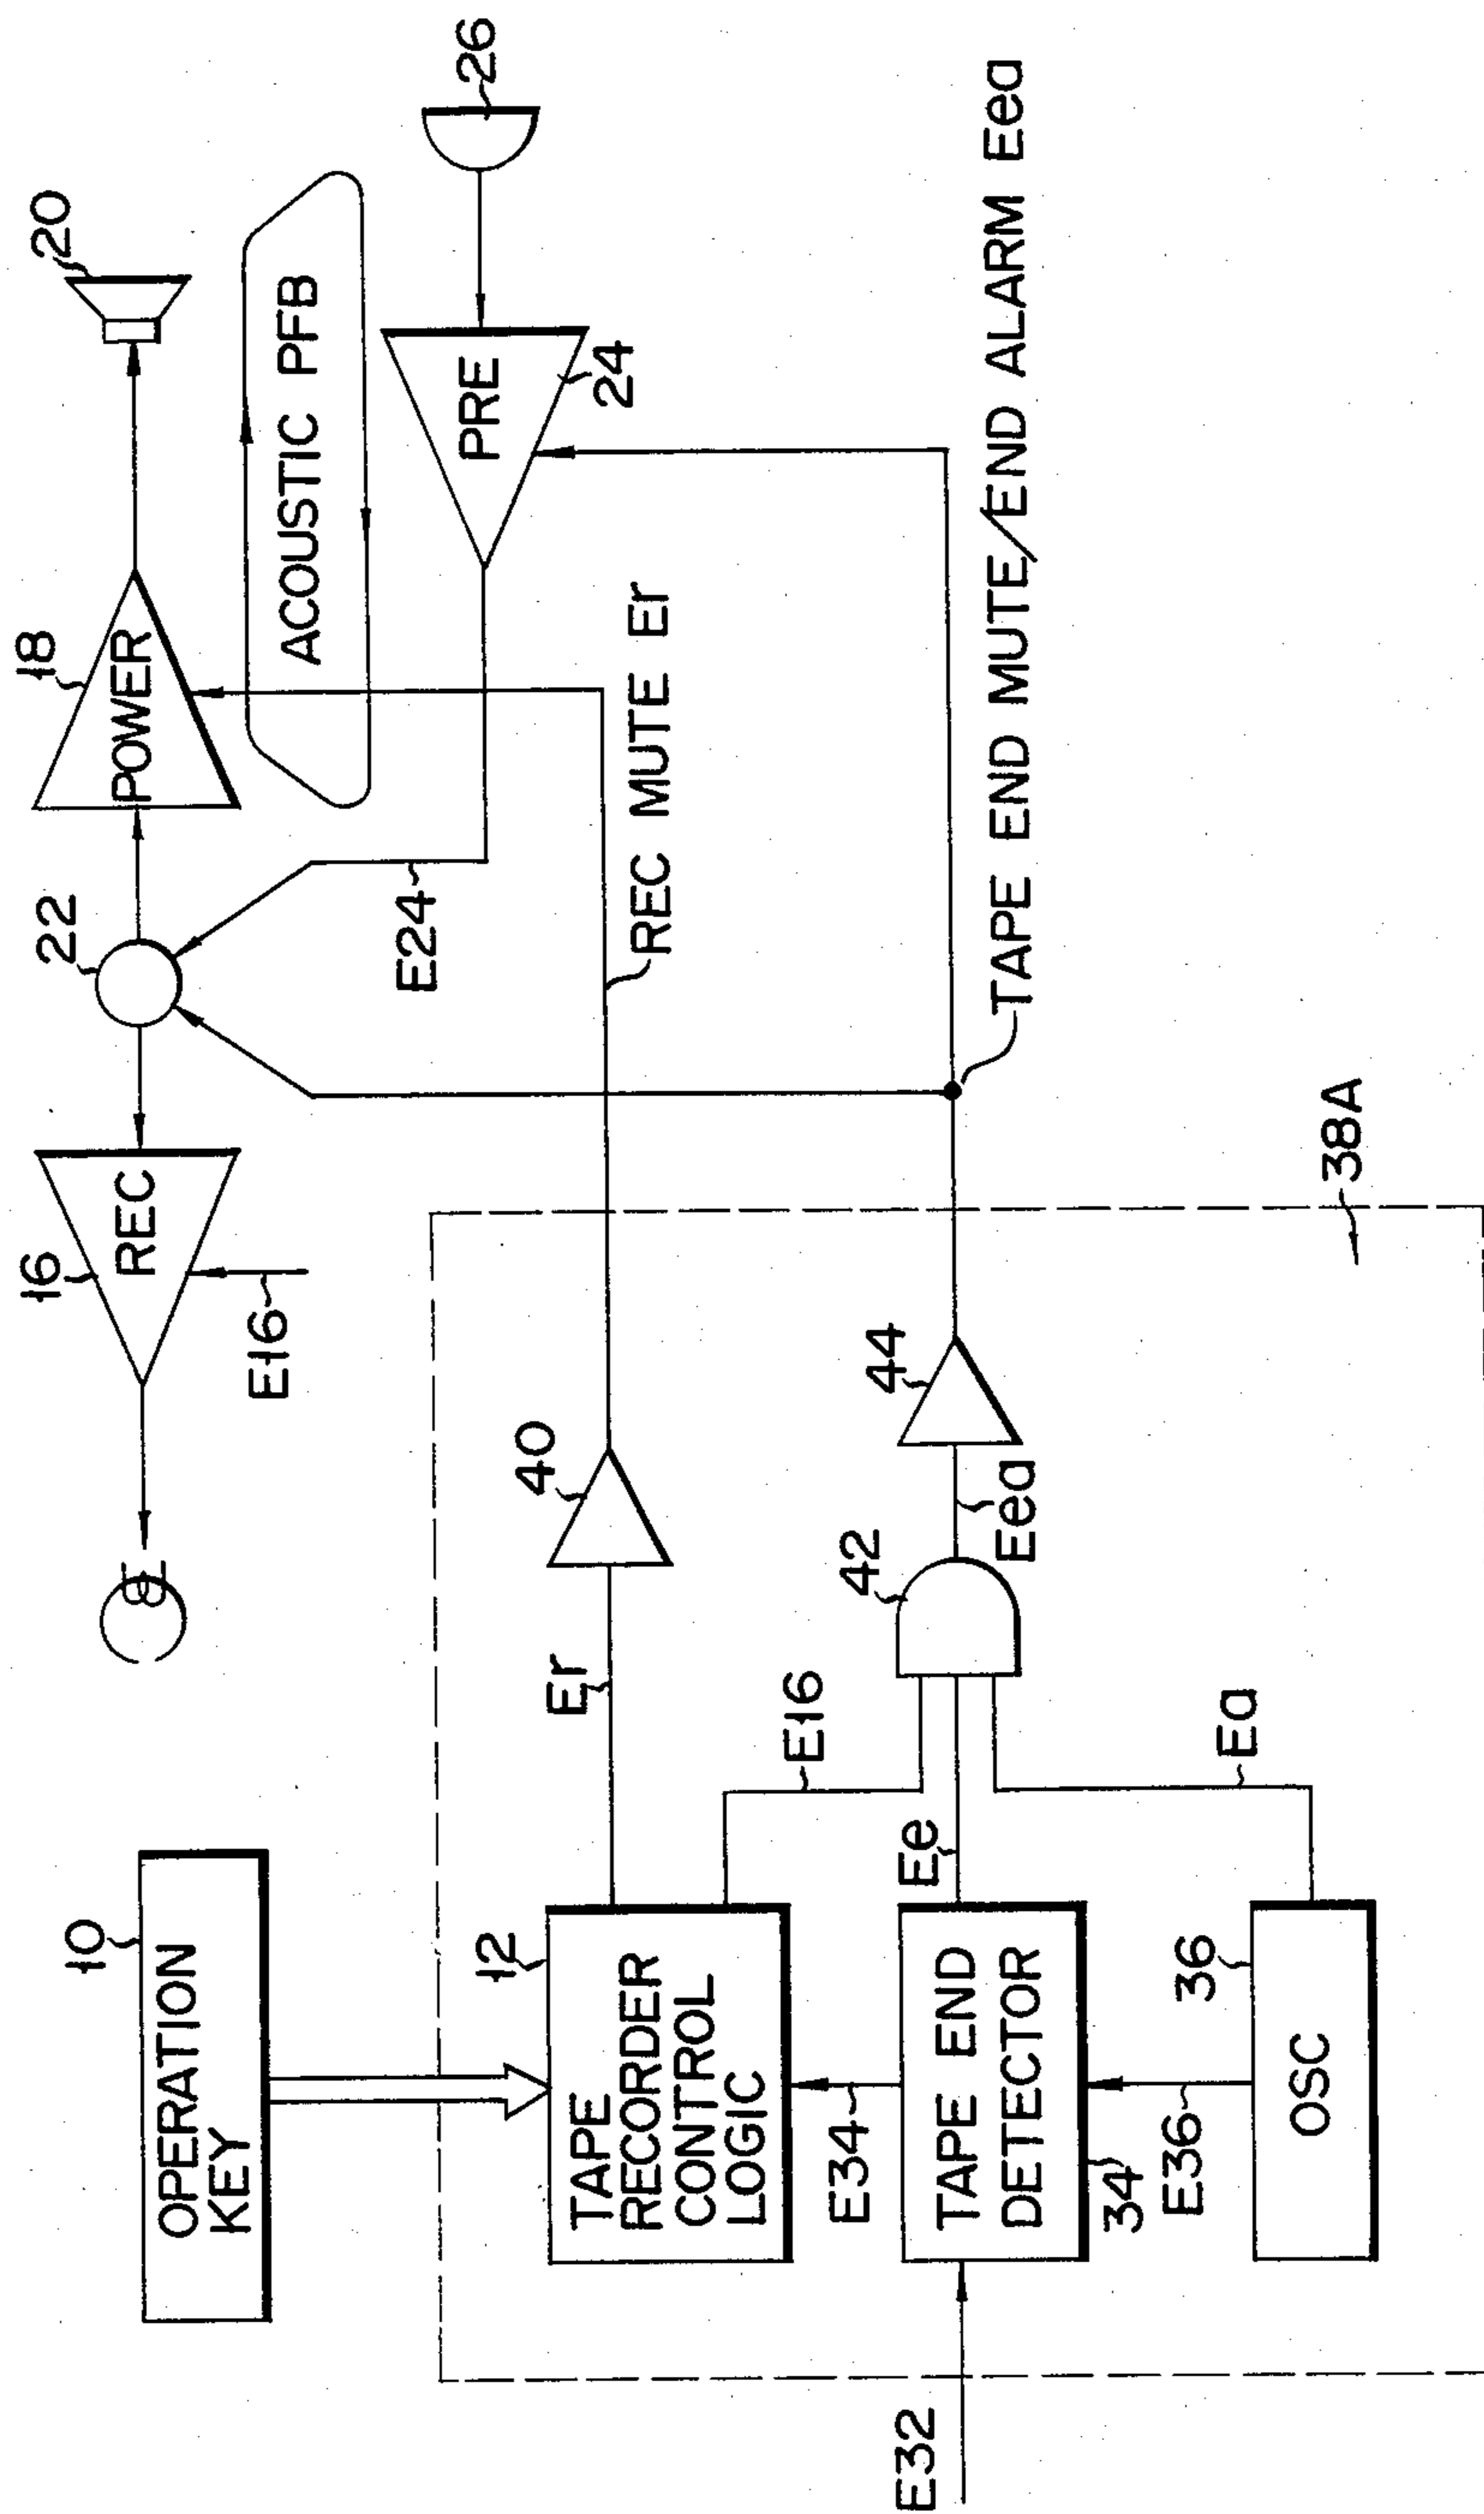 10
OPERATION
KEY
12
TAPE
RECORDER
CONTROL
LOGIC
E34
TAPE END
DETECTOR
34
E36
36
OSC
E32
Er
E16
Ee
Ea
40
42
Eea
44
38A
16
REC
E16
22
18
POWER
20
ACOUSTIC PFB
PRE
24
26
E24
REC MUTE Er
TAPE END MUTE/END ALARM Eea